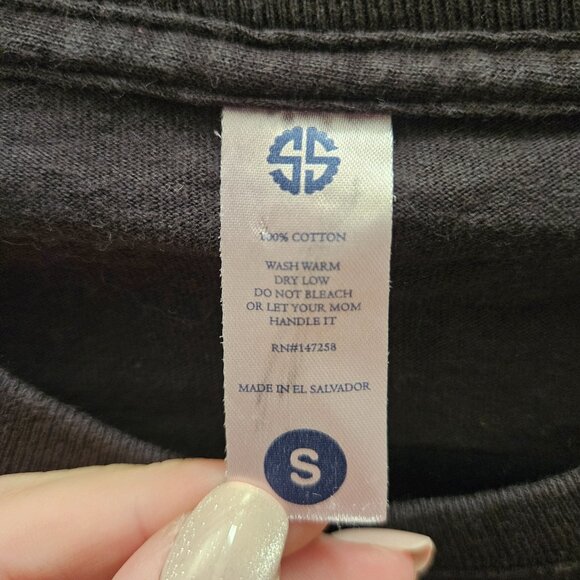 SS
100% COTTON
WASH WARM
DRY LOW
DO NOT BLEACH
OR LET YOUR MOM
HANDLE IT
RN#147258
MADE IN EL SALVADOR
S